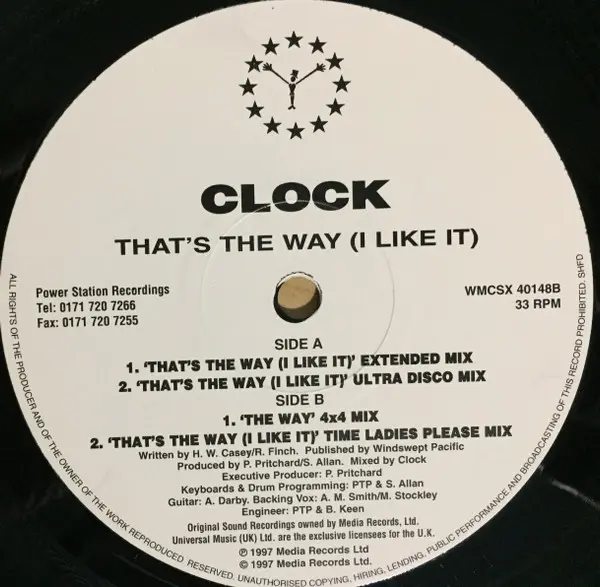 CLOCK
THAT'S THE WAY (I LIKE IT)
Power Station Recordings
Tel: 0171 720 7266
Fax: 0171 720 7255
WMCSX 40148B
33 RPM
SIDE A
1. 'THAT'S THE WAY (I LIKE IT)' EXTENDED MIX
2. 'THAT'S THE WAY (I LIKE IT)' ULTRA DISCO MIX
SIDE B
1. 'THE WAY' 4x4 MIX
2. 'THAT'S THE WAY (I LIKE IT)' TIME LADIES PLEASE MIX
Written by H. W. Casey/R. Finch. Published by Windswept Pacific
Produced by P. Pritchard/S. Allan. Mixed by Clock
Executive Producer: P. Pritchard
Keyboards & Drum Programming: PTP & S. Allan
Guitar: A. Darby. Backing Vox: A. M. Smith/M. Stockley
Engineer: PTP & B. Keen
Original Sound Recordings owned by Media Records, Ltd.
Universal Music (UK) Ltd. are the exclusive licensees for the U.K.
℗ 1997 Media Records Ltd
© 1997 Media Records Ltd
ALL RIGHTS OF THE PRODUCER AND OF THE OWNER OF THE WORK REPRODUCED RESERVED. UNAUTHORISED COPYING, HIRING, LENDING, PUBLIC PERFORMANCE AND BROADCASTING OF THIS RECORD PROHIBITED. SHFD